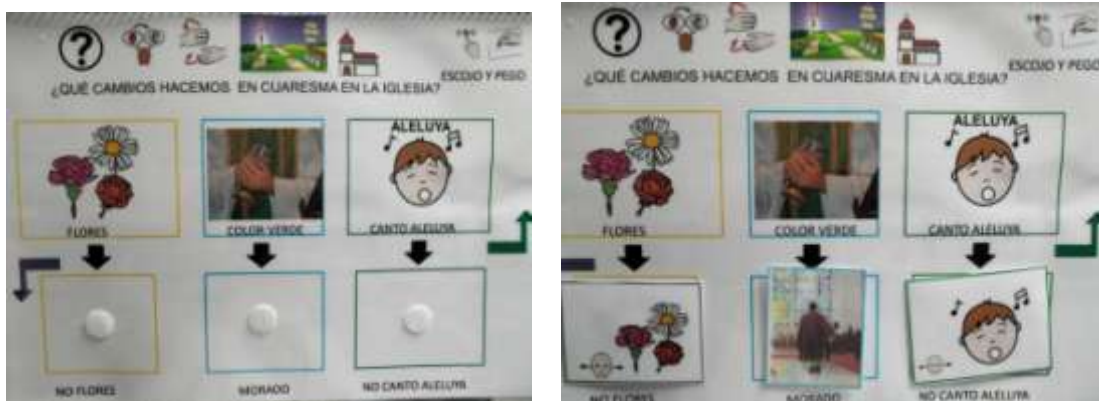 ESCOJO Y PEGO
¿QUÉ CAMBIOS HACEMOS EN CUARESMA EN LA IGLESIA?
ALELUYA
FLORES
COLOR VERDE
CANTO ALELUYA
NO FLORES
MORADO
NO CANTO ALELUYA
ESCOJO Y PEGO
¿QUÉ CAMBIOS HACEMOS EN CUARESMA EN LA IGLESIA?
ALELUYA
FLORES
COLOR VERDE
CANTO ALELUYA
NO FLORES
MORADO
NO CANTO ALELUYA